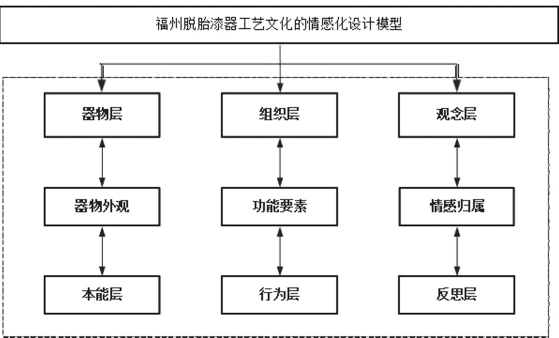 福州脱胎漆器工艺文化的情感化设计模型
器物层
组织层
观念层
器物外观
功能要素
情感归属
本能层
行为层
反思层